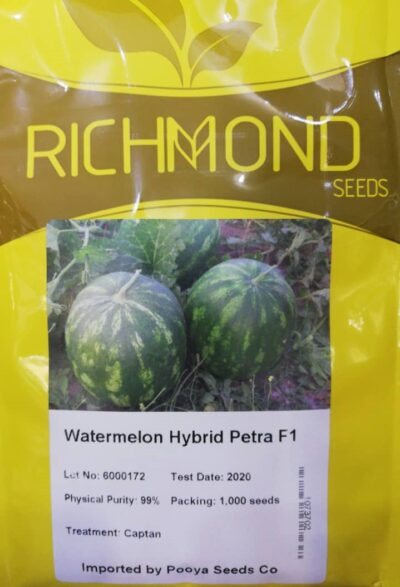 RICHMOND
SEEDS
Watermelon Hybrid Petra F1
Lot No: 6000172 Test Date: 2020
Physical Purity: 99% Packing: 1,000 seeds
Treatment: Captan
Imported by Pooya Seeds Co
1073702